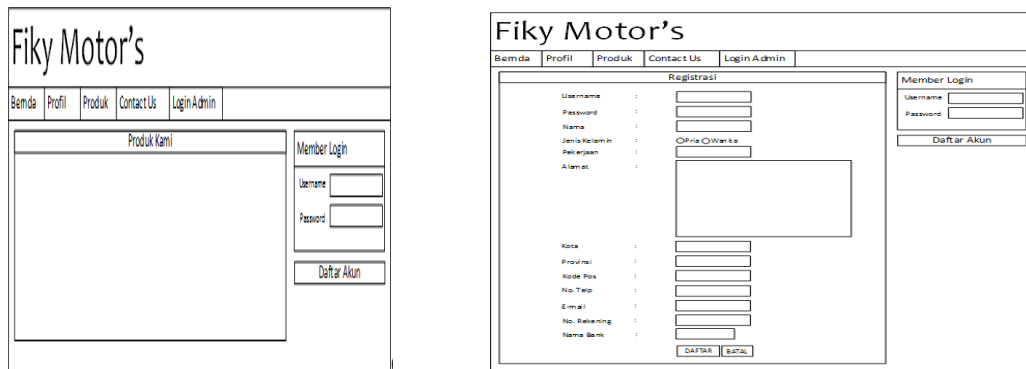 Fiky Motor's
Bernda Profil Produk Contact Us Login Admin
Produk Kami
Member Login
Username
Password
Daftar Akun
Fiky Motor's
Bernda Profil Produk Contact Us Login Admin
Registrasi
Username :
Password :
Nama :
Jenis Kelamin : Pria Wanita
Pekerjaan :
Alamat :
Kota :
Provinsi :
Kode Pos :
No. Telp :
E-mail :
No. Rekening :
Nama Bank :
DAFTAR BATAL
Member Login
Username
Password
Daftar Akun